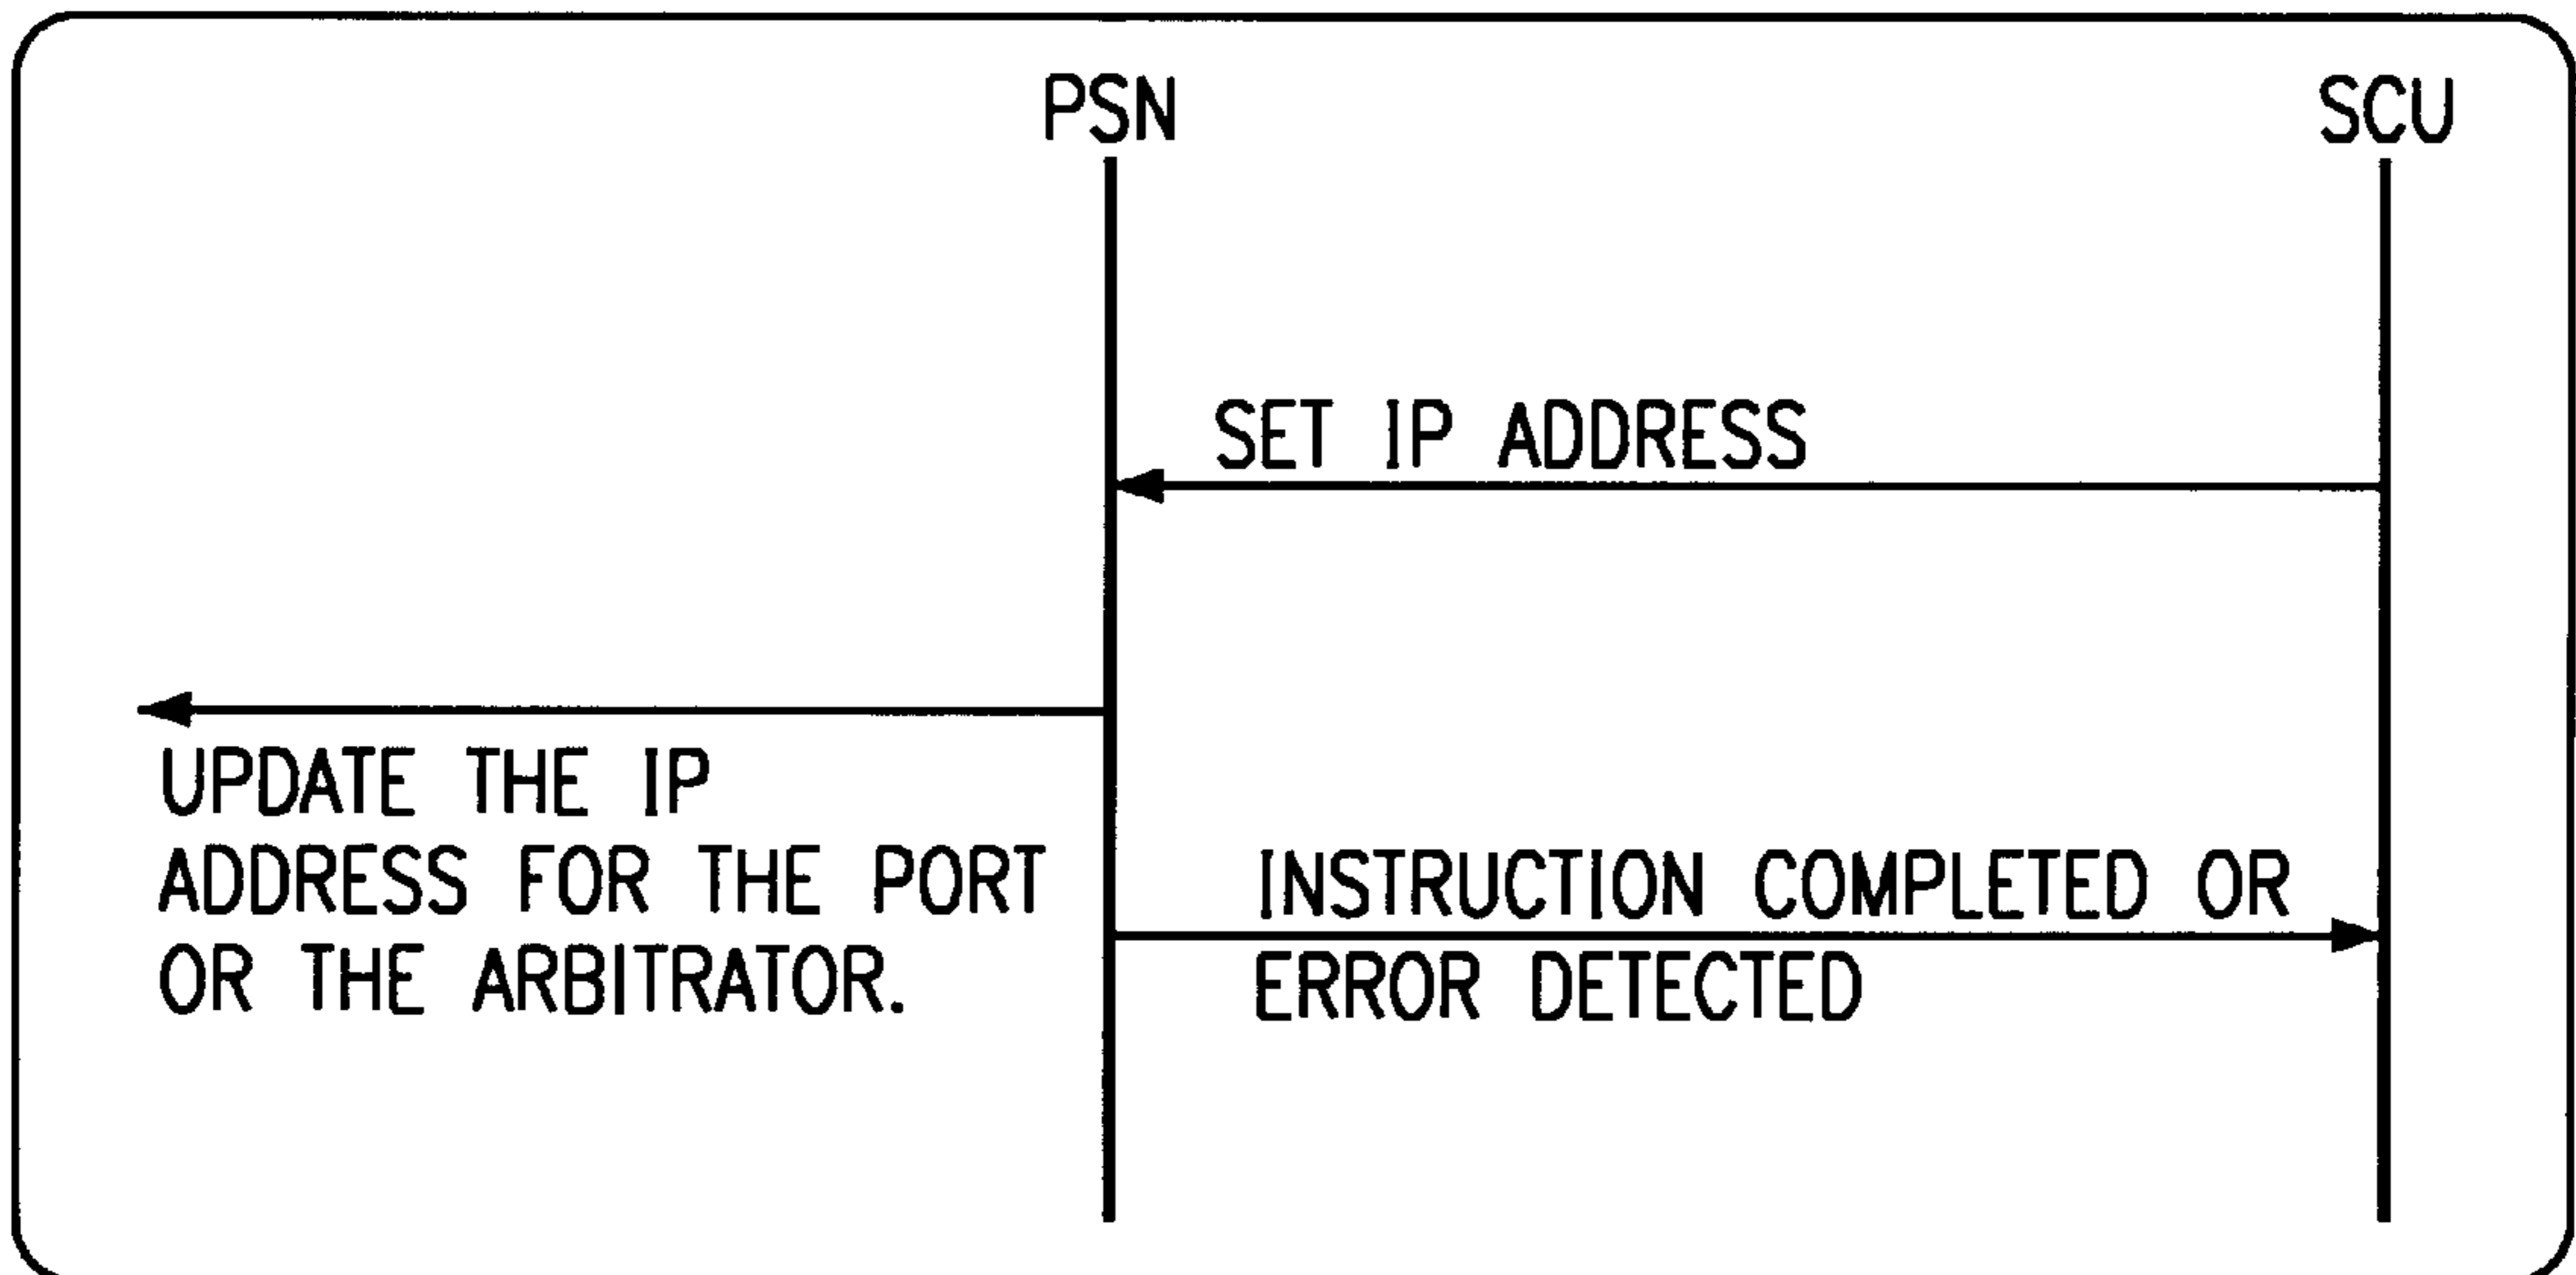 PSN
SCU
SET IP ADDRESS
UPDATE THE IP
ADDRESS FOR THE PORT
OR THE ARBITRATOR.
INSTRUCTION COMPLETED OR
ERROR DETECTED